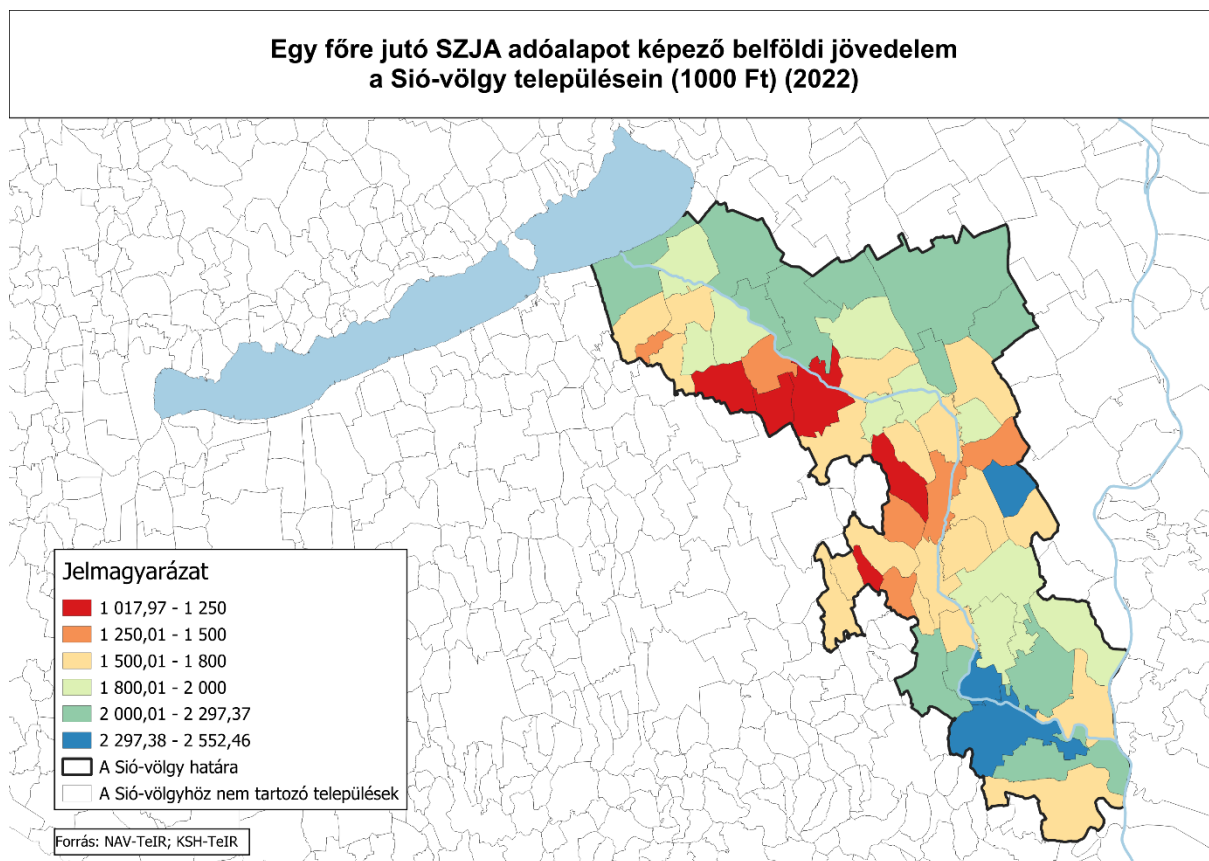 Egy főre jutó SZJA adóalapot képező belföldi jövedelem
a Sió-völgy településein (1000 Ft) (2022)
Jelmagyarázat
1 017,97 - 1 250
1 250,01 - 1 500
1 500,01 - 1 800
1 800,01 - 2 000
2 000,01 - 2 297,37
2 297,38 - 2 552,46
A Sió-völgy határa
A Sió-völgyhöz nem tartozó települések
Forrás: NAV-TeIR; KSH-TeIR